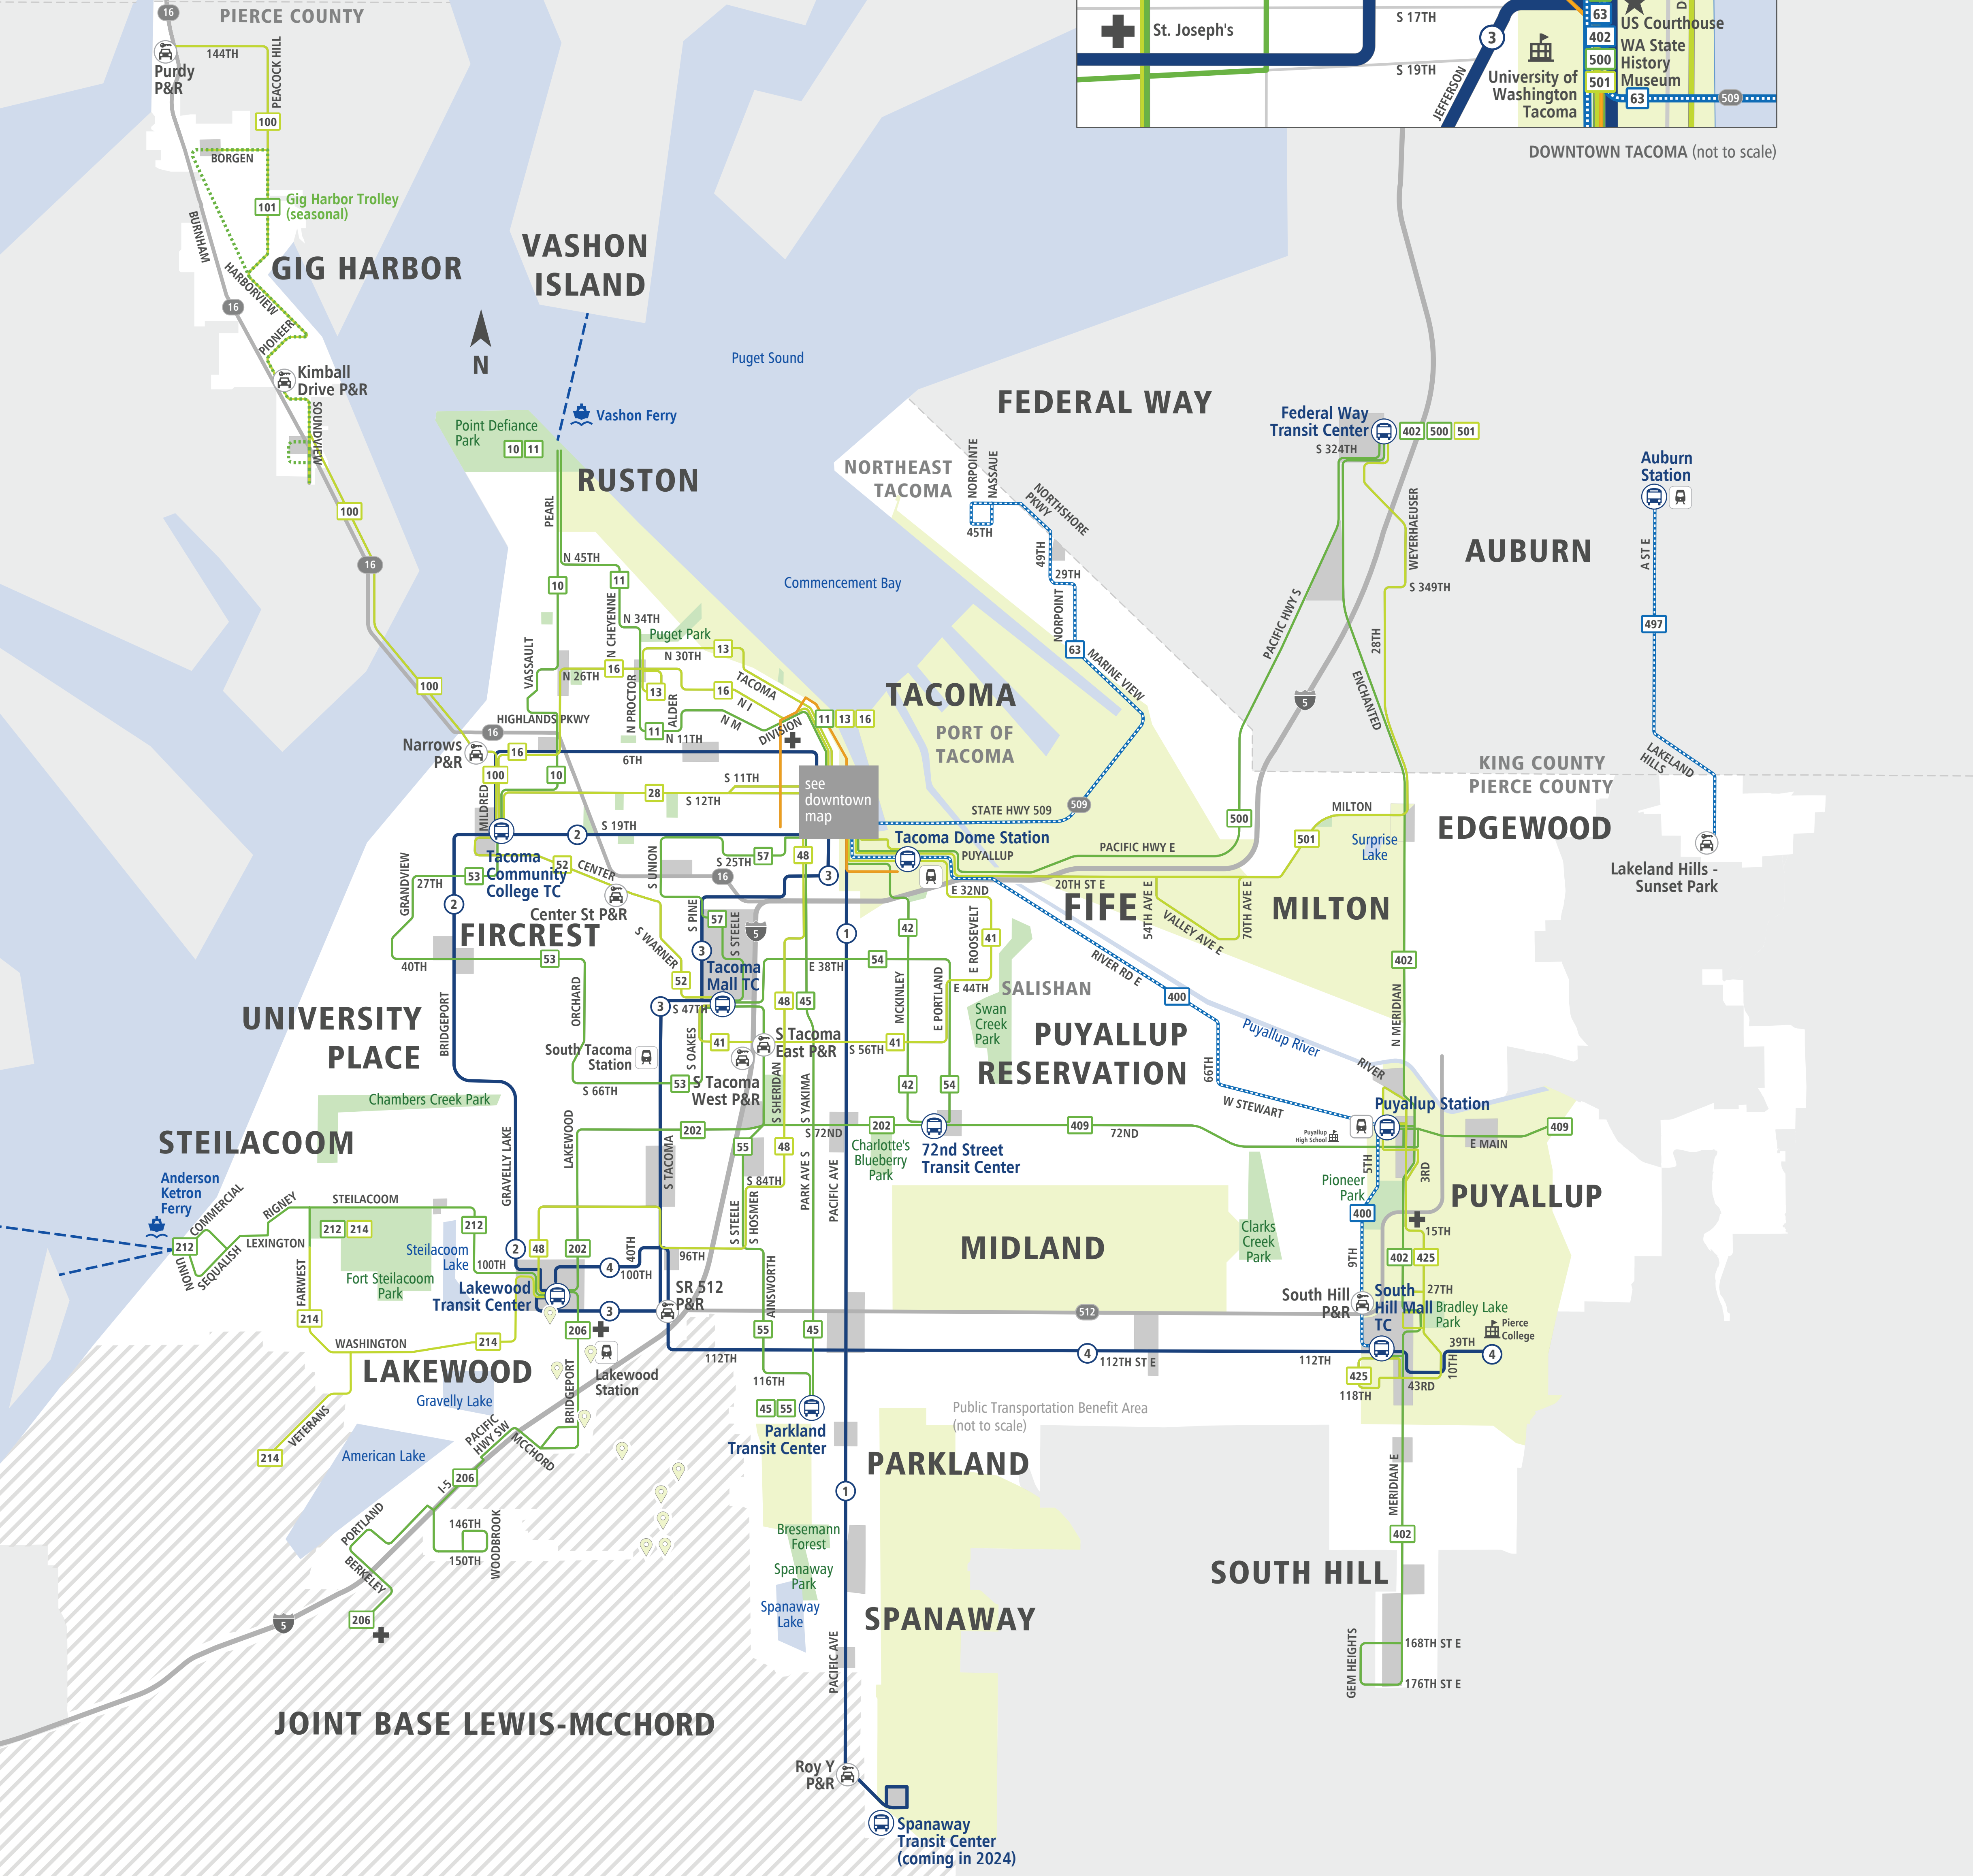 16
PIERCE COUNTY
144TH
PEACOCK HILL
Purdy
P&R
100
BORGEN
101
Gig Harbor Trolley
(seasonal)
BURNHAM
GIG HARBOR
HARBORVIEW
16
PIONEER
Kimball
Drive P&R
SOUNDVIEW
100
16
100
VASHON
ISLAND
N
Puget Sound
Vashon Ferry
Point Defiance
Park
10
11
RUSTON
St. Joseph's
S 17TH
S 19TH
3
JEFFERSON
University of
Washington
Tacoma
63
402
500
501
US Courthouse
WA State
History
Museum
63
509
DOWNTOWN TACOMA (not to scale)
FEDERAL WAY
Federal Way
Transit Center
402
500
501
S 324TH
NORTHEAST
TACOMA
NORPOINTE
NASSAUE
NORTHSHORE
PKWY
45TH
49TH
29TH
NORPOINT
63
MARINE VIEW
Auburn
Station
A ST E
AUBURN
497
LAKELAND
HILLS
WEYERHAEUSER
S 349TH
28TH
PACIFIC HWY S
ENCHANTED
5
PEARL
N 45TH
10
11
N CHEYENNE
N 34TH
Puget Park
13
N 30TH
VASSAULT
16
N 26TH
13
16
TACOMA
N I
N PROCTOR
ALDER
N M
DIVISION
11
N 11TH
11
13
16
HIGHLANDS PKWY
16
Narrows
P&R
16
6TH
100
10
S 11TH
28
S 12TH
MILDRED
see
downtown
map
Commencement Bay
TACOMA
PORT OF
TACOMA
STATE HWY 509
509
500
KING COUNTY
PIERCE COUNTY
MILTON
501
Surprise
Lake
EDGEWOOD
Lakeland Hills -
Sunset Park
2
S 19TH
Tacoma
Community
College TC
52
CENTER
S UNION
S 25TH
57
48
3
16
Tacoma Dome Station
PUYALLUP
PACIFIC HWY E
20TH ST E
GRANDVIEW
27TH
53
2
Center St P&R
FIRCREST
S PINE
57
S STEELE
5
1
E 32ND
42
41
E ROOSEVELT
FIFE
54TH AVE E
VALLEY AVE E
70TH AVE E
MILTON
402
40TH
53
S WARNER
3
Tacoma
Mall TC
52
E 38TH
54
RIVER RD E
400
E 44TH
SALISHAN
UNIVERSITY
PLACE
BRIDGEPORT
ORCHARD
3
S 47TH
48
45
MCKINLEY
E PORTLAND
Swan
Creek
Park
PUYALLUP
RESERVATION
Puyallup River
N MERIDIAN
South Tacoma
Station
S OAKES
41
S Tacoma
East P&R
S 56TH
41
53
S 66TH
S Tacoma
West P&R
S SHERIDAN
S YAKIMA
42
54
66TH
RIVER
W STEWART
Puyallup Station
Chambers Creek Park
STEILACOOM
LAKEWOOD
202
S 72ND
202
409
72ND
Puyallup
High School
E MAIN
409
GRAVELLY LAKE
S TACOMA
55
48
Charlotte's
Blueberry
Park
72nd Street
Transit Center
5TH
3RD
Anderson
Ketron
Ferry
COMMERCIAL
RIGNEY
STEILACOOM
S 84TH
PARK AVE S
PACIFIC AVE
Pioneer
Park
PUYALLUP
212
214
212
400
212
LEXINGTON
UNION
SEQUALISH
FARWEST
Fort Steilacoom
Park
Steilacoom
Lake
2
48
202
40TH
S STEELE
S HOSMER
MIDLAND
Clarks
Creek
Park
15TH
9TH
402
425
100TH
4
100TH
96TH
Lakewood
Transit Center
SR 512
P&R
3
AINSWORTH
512
South Hill
P&R
South
Hill Mall
TC
27TH
Bradley Lake
Park
Pierce
College
214
WASHINGTON
214
206
55
45
39TH
LAKEWOOD
112TH
4
112TH ST E
112TH
4
10TH
43RD
425
118TH
Lakewood
Station
Gravelly Lake
BRIDGEPORT
116TH
45
55
Parkland
Transit Center
Public Transportation Benefit Area
(not to scale)
VETERANS
214
American Lake
PACIFIC
HWY SW
MCCHORD
206
I-5
PARKLAND
MERIDIAN E
1
402
PORTLAND
146TH
150TH
WOODBROOK
BERKELEY
206
5
Bresemann
Forest
Spanaway
Park
Spanaway
Lake
SPANAWAY
SOUTH HILL
PACIFIC AVE
GEM HEIGHTS
168TH ST E
176TH ST E
JOINT BASE LEWIS-MCCHORD
Roy Y
P&R
Spanaway
Transit Center
(coming in 2024)